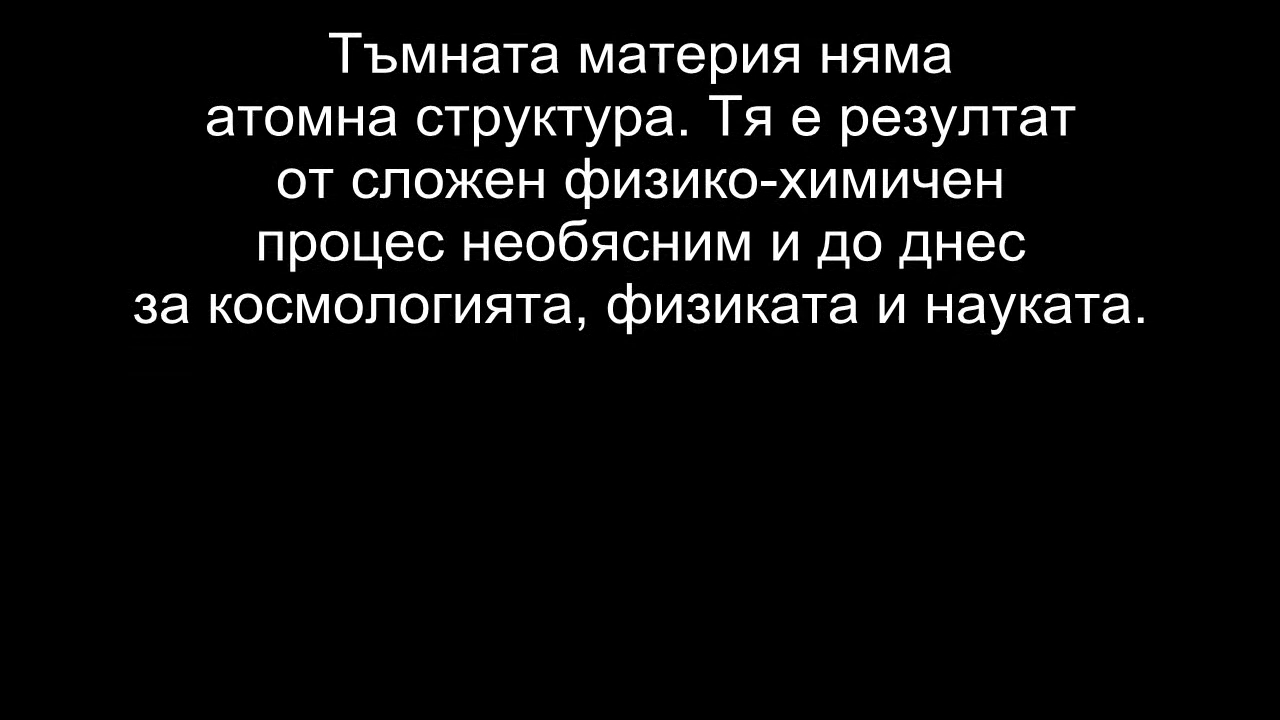 Тъмната материя няма
атомна структура. Тя е резултат
от сложен физико-химичен
процес необясним и до днес
за космологията, физиката и науката.